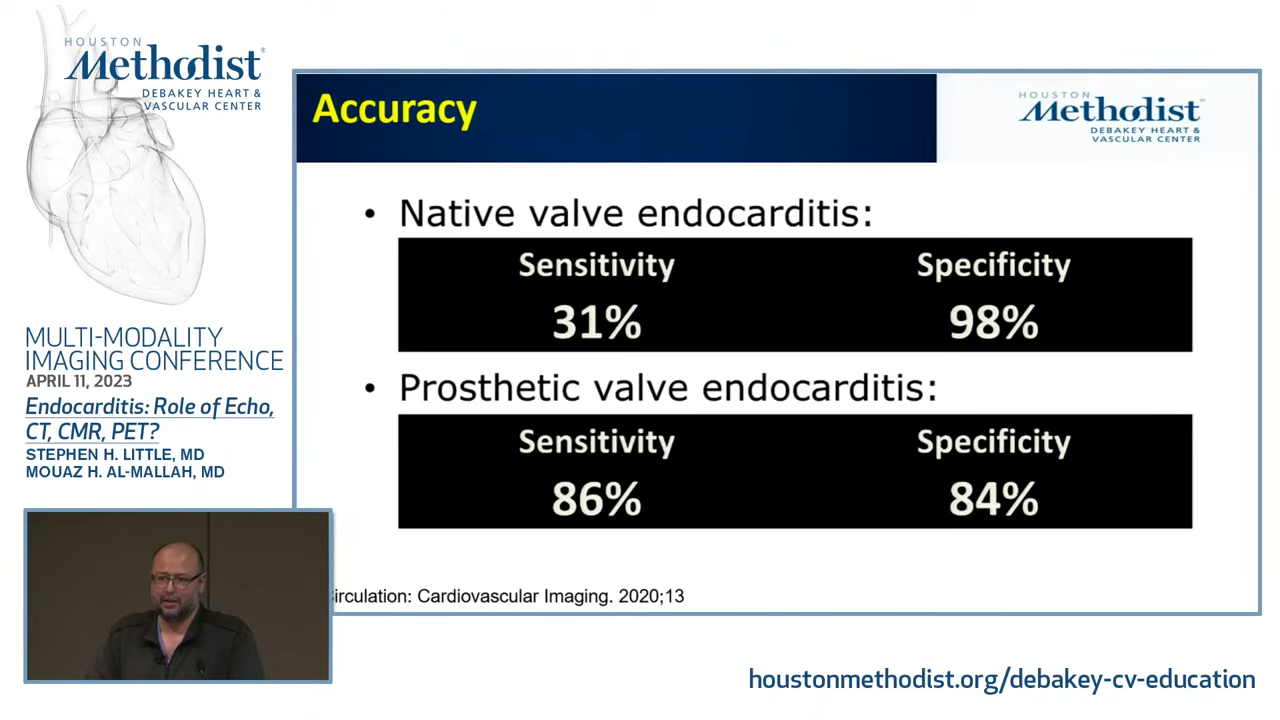 HOUSTON
Methodist
DEBAKEY HEART &
VASCULAR CENTER
MULTI-MODALITY
IMAGING CONFERENCE
APRIL 11, 2023
Endocarditis: Role of Echo,
CT, CMR, PET?
STEPHEN H. LITTLE, MD
MOUAZ H. AL-MALLAH, MD
Accuracy
HOUSTON
Methodist
DEBAKEY HEART &
VASCULAR CENTER
• Native valve endocarditis:
Sensitivity Specificity
31% 98%
• Prosthetic valve endocarditis:
Sensitivity Specificity
86% 84%
irculation: Cardiovascular Imaging. 2020;13
houstonmethodist.org/debakey-cv-education